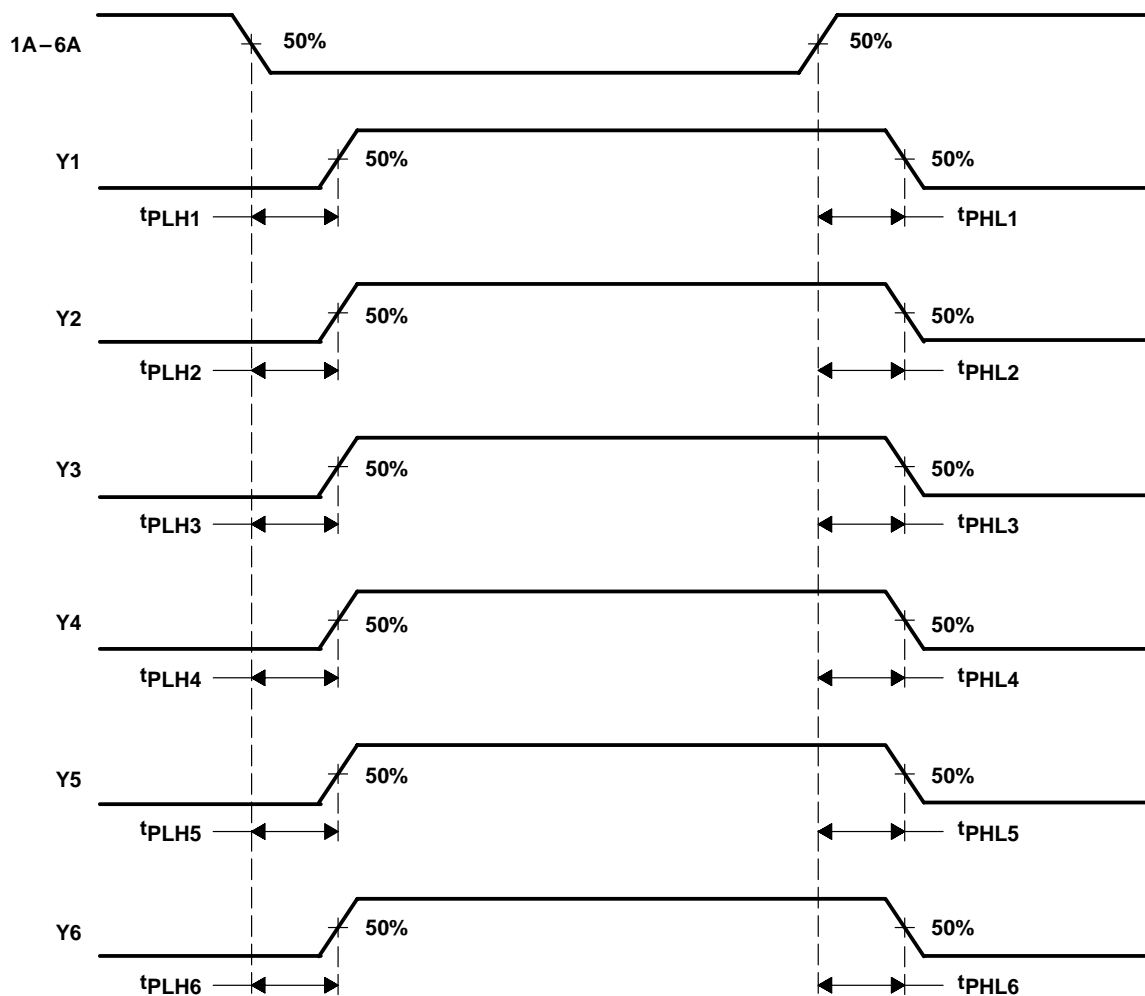 1A–6A 50% 50%
Y1 50% 50%
tPLH1 tPHL1
Y2 50% 50%
tPLH2 tPHL2
Y3 50% 50%
tPLH3 tPHL3
Y4 50% 50%
tPLH4 tPHL4
Y5 50% 50%
tPLH5 tPHL5
Y6 50% 50%
tPLH6 tPHL6